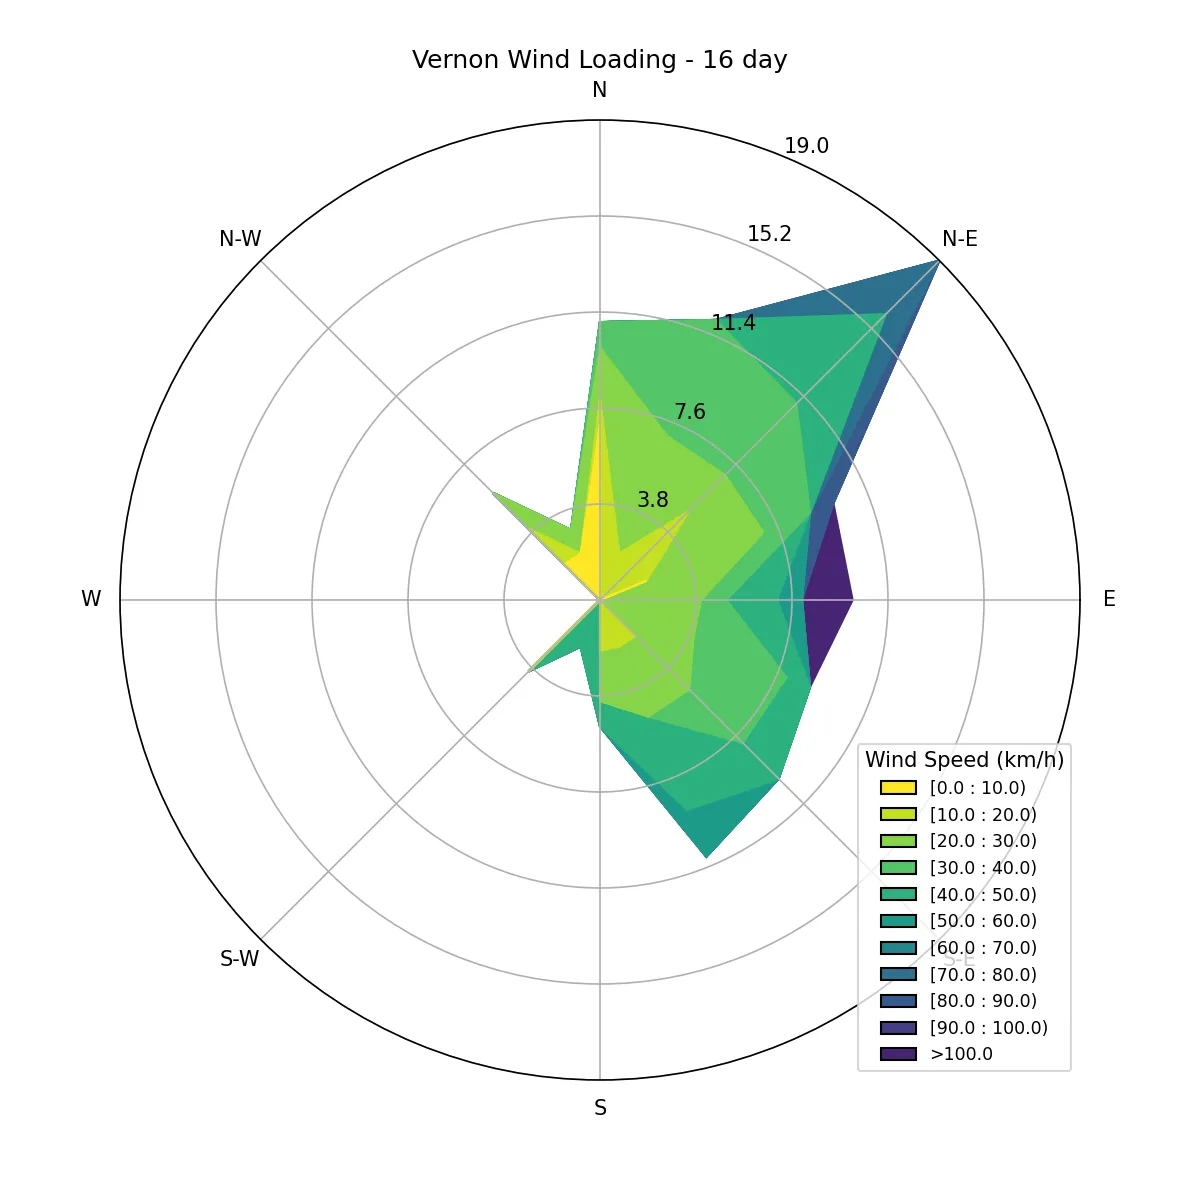 Vernon Wind Loading - 16 day
N
19.0
15.2
N-W
N-E
11.4
7.6
3.8
W
E
Wind Speed (km/h)
[0.0 : 10.0)
[10.0 : 20.0)
[20.0 : 30.0)
[30.0 : 40.0)
[40.0 : 50.0)
[50.0 : 60.0)
[60.0 : 70.0)
[70.0 : 80.0)
[80.0 : 90.0)
[90.0 : 100.0)
>100.0
S-W
S-E
S